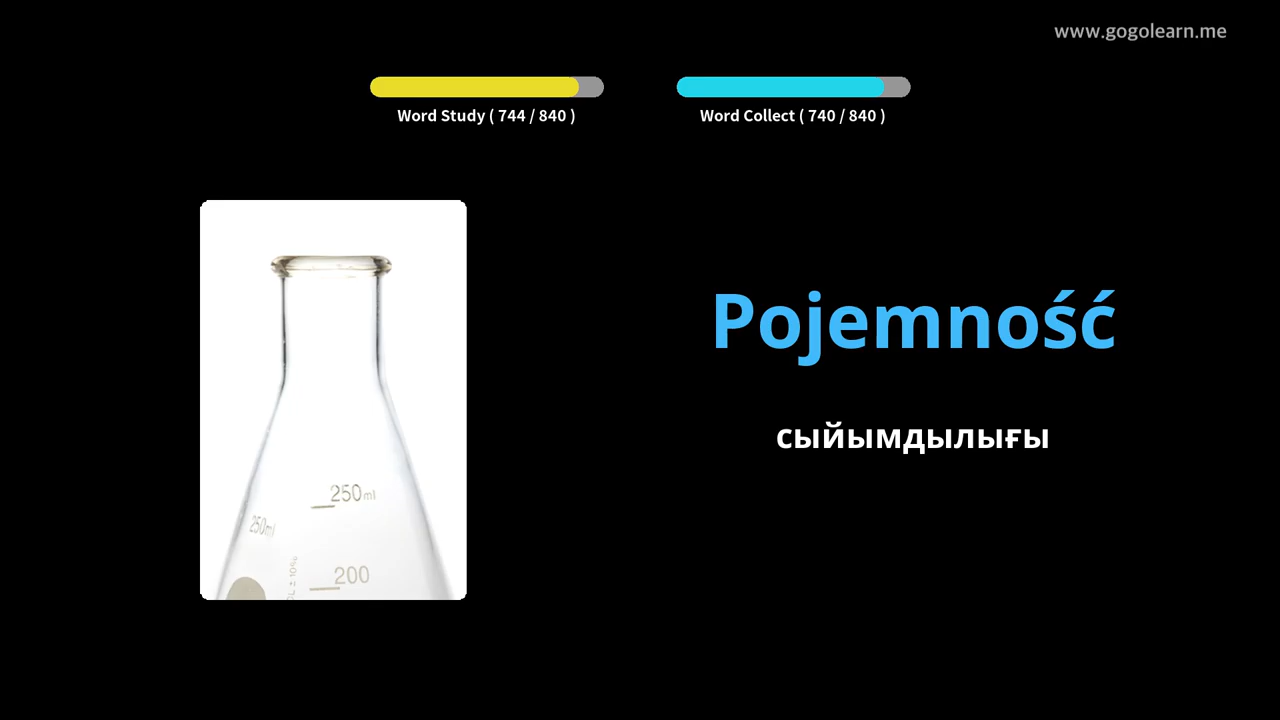 www.gogolearn.me
Word Study ( 744 / 840 )
Word Collect ( 740 / 840 )
Pojemność
сыйымдылығы
250ml
250ml
200